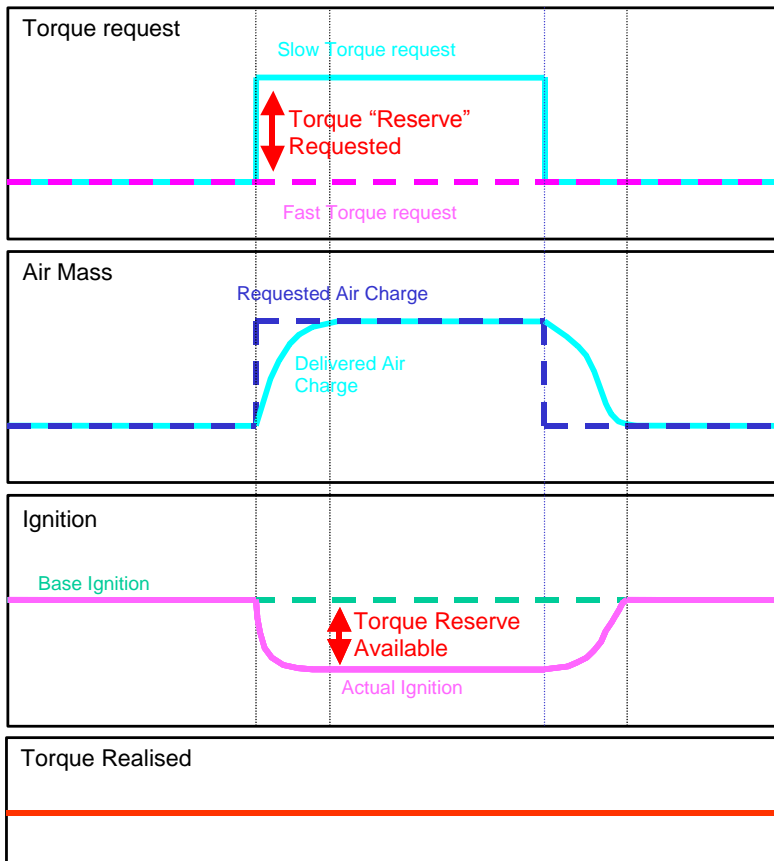 Torque request
Slow Torque request
Torque “Reserve”
Requested
Fast Torque request
Air Mass
Requested Air Charge
Delivered Air
Charge
Ignition
Base Ignition
Torque Reserve
Available
Actual Ignition
Torque Realised